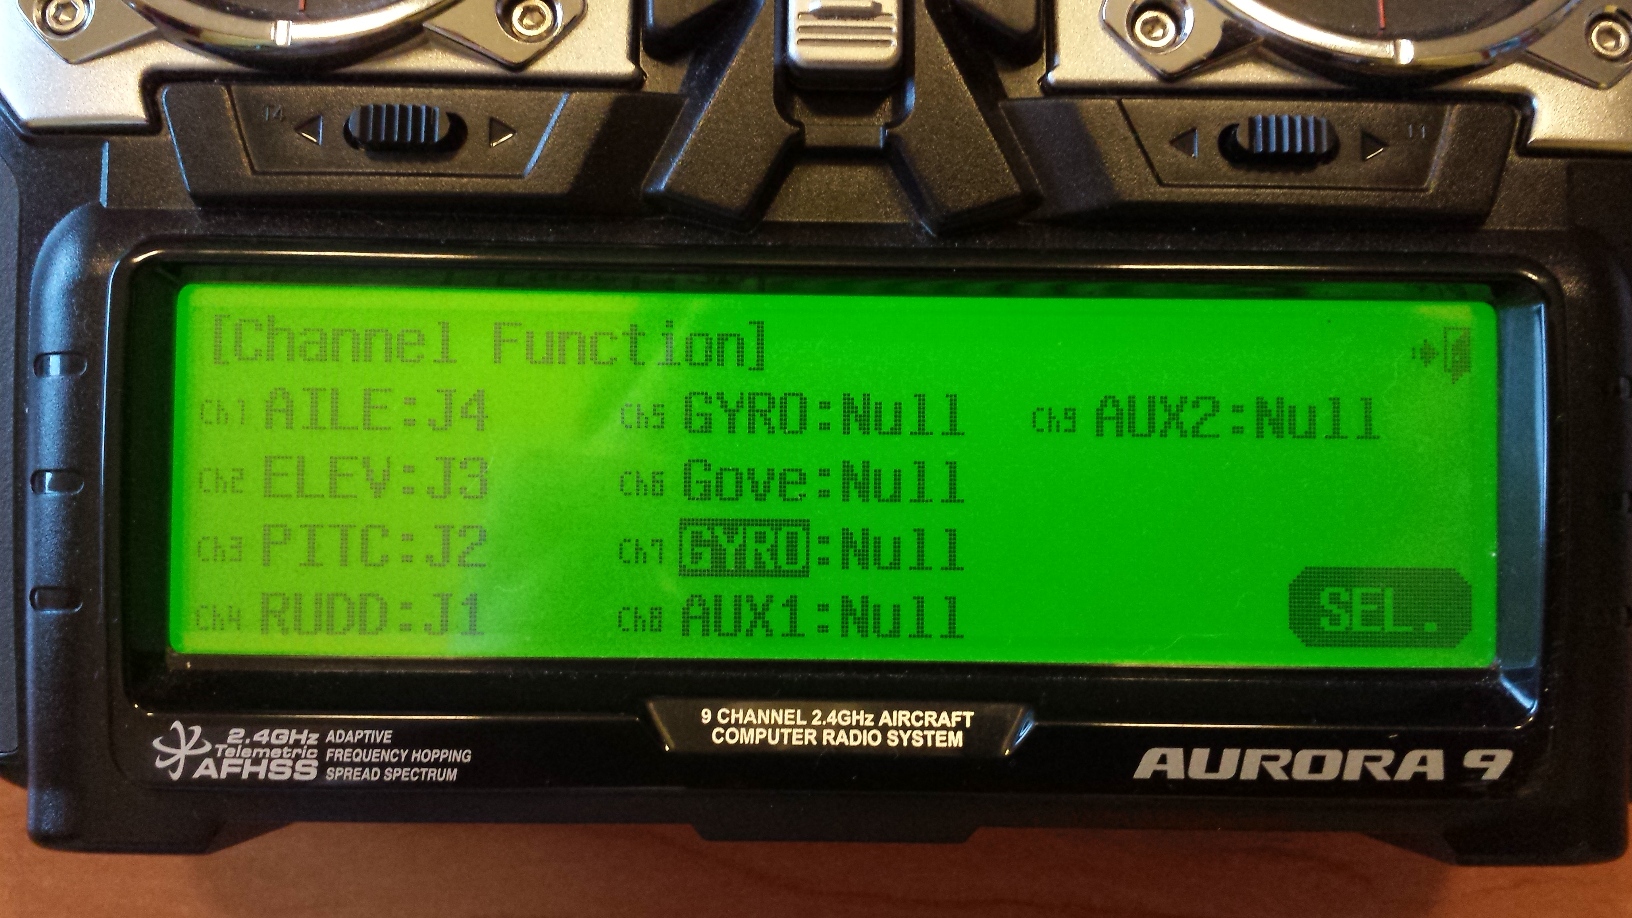 [Channel Function]
Ch1 AILE:J4
Ch2 ELEV:J3
Ch3 PITC:J2
Ch4 RUDD:J1
Ch5 GYRO:Null
Ch6 Gove:Null
Ch7 GYRO:Null
Ch8 AUX1:Null
Ch9 AUX2:Null
SEL.
2.4GHz
Telemetric
AFHSS
ADAPTIVE
FREQUENCY HOPPING
SPREAD SPECTRUM
9 CHANNEL 2.4GHz AIRCRAFT
COMPUTER RADIO SYSTEM
AURORA 9